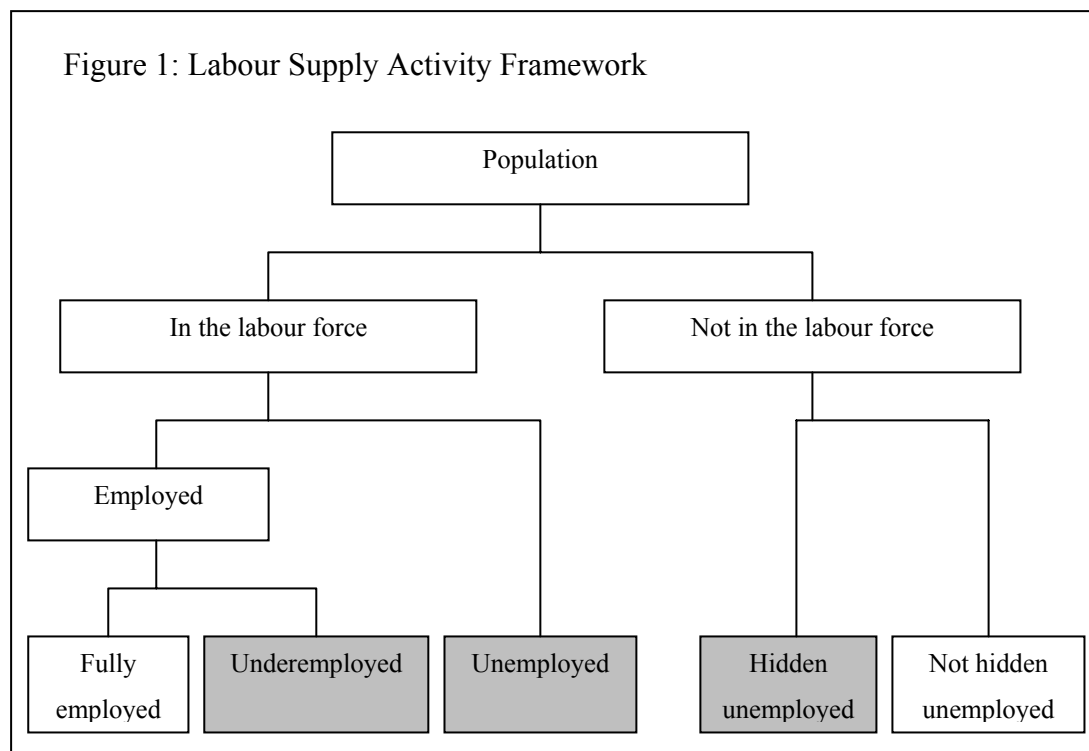 Figure 1: Labour Supply Activity Framework
Population
In the labour force
Not in the labour force
Employed
Fully
employed
Underemployed
Unemployed
Hidden
unemployed
Not hidden
unemployed